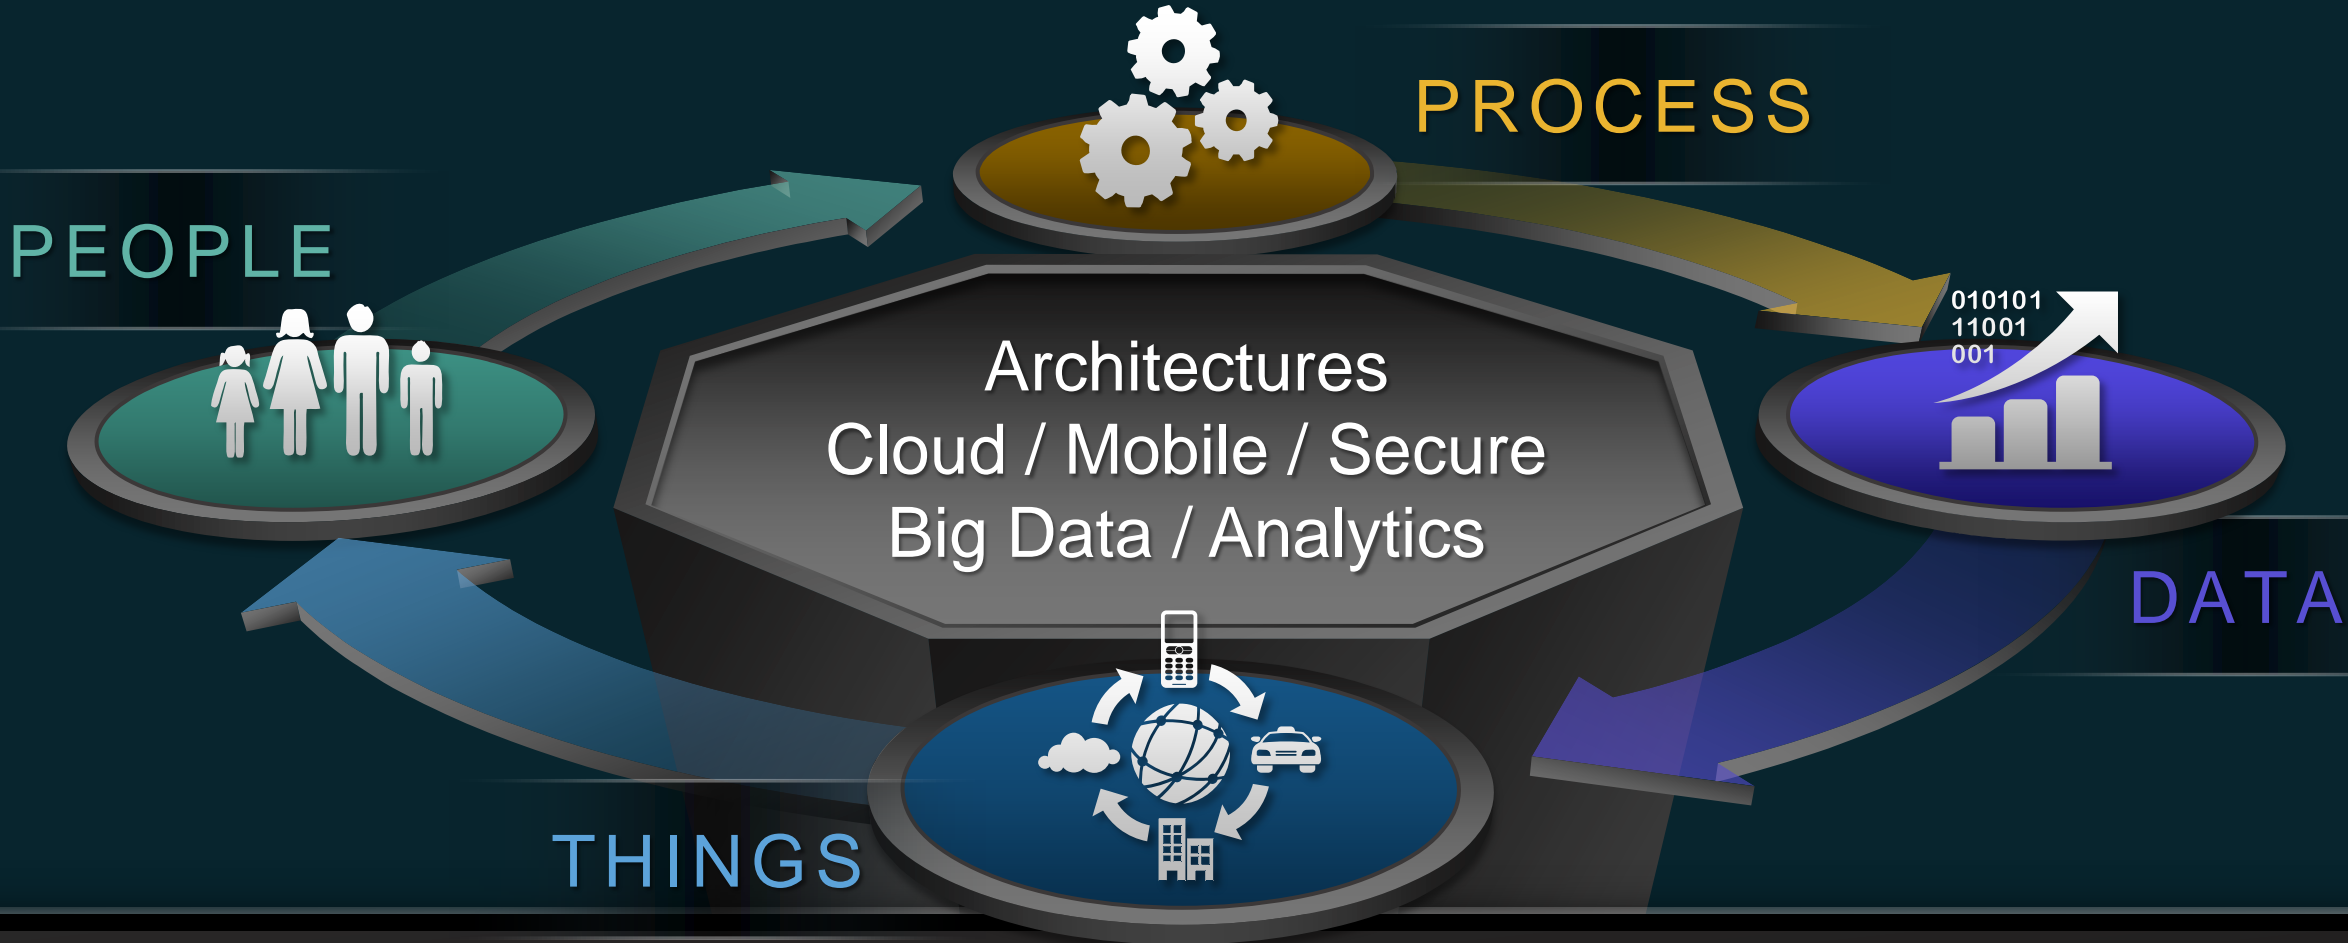 PROCESS
PEOPLE
010101
11001
001
Architectures
Cloud / Mobile / Secure
Big Data / Analytics
DATA
THINGS